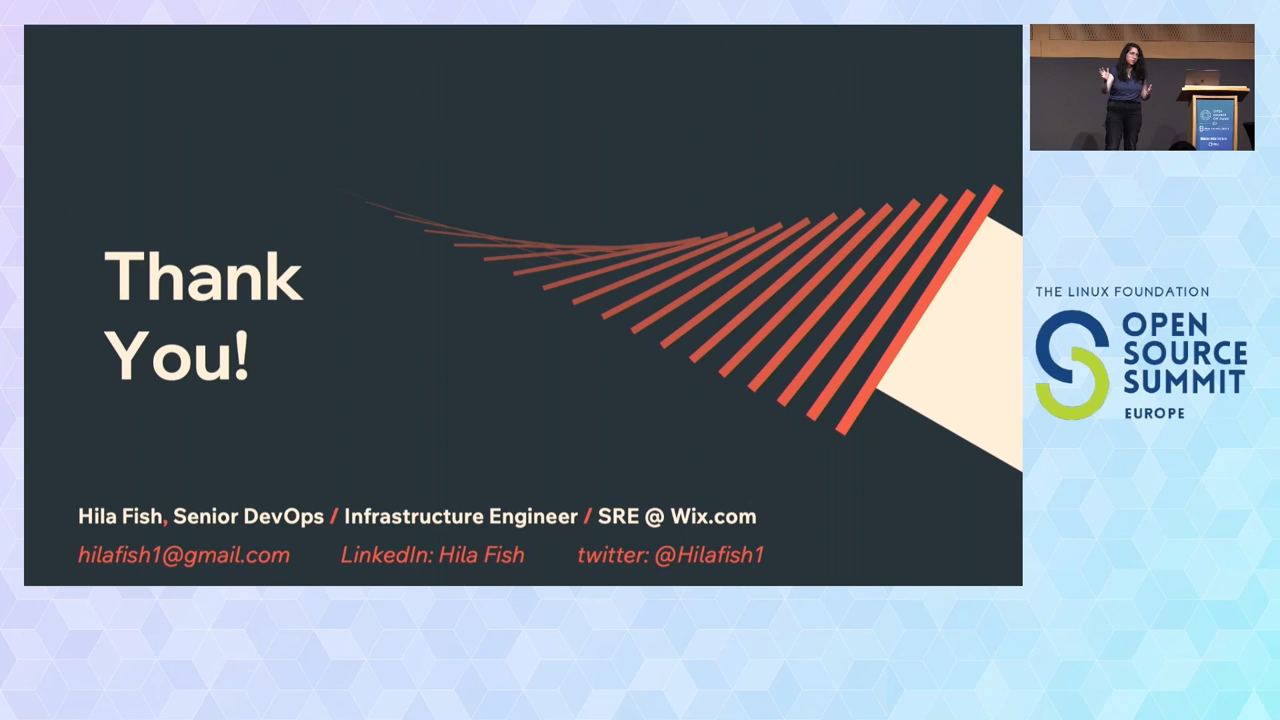 Thank
You!
Hila Fish, Senior DevOps / Infrastructure Engineer / SRE @ Wix.com
hilafish1@gmail.com LinkedIn: Hila Fish twitter: @Hilafish1
THE LINUX FOUNDATION
OPEN
SOURCE
SUMMIT
EUROPE